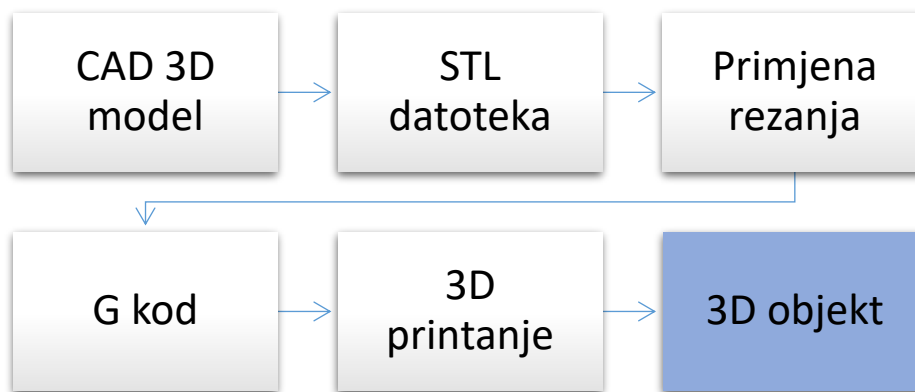 CAD 3D
model
STL
datoteka
Primjena
rezanja
G kod
3D
printanje
3D objekt